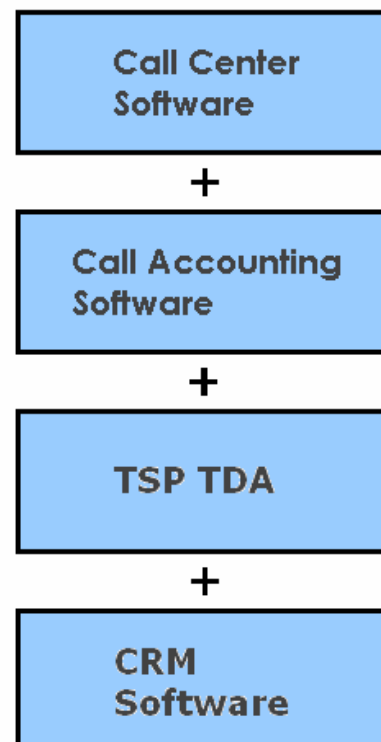 Call Center
Software
+
Call Accounting
Software
+
TSP TDA
+
CRM
Software